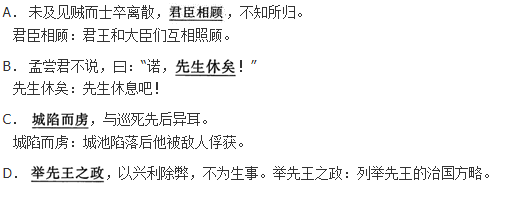 A. 未及见贼而士卒离散，君臣相顾，不知所归。
君臣相顾：君王和大臣们互相照顾。
B. 孟尝君不说，曰：“诺，先生休矣！”
先生休矣：先生休息吧！
C. 城陷而虏，与巡死先后异耳。
城陷而虏：城池陷落后他被敌人俘获。
D. 举先王之政，以兴利除弊，不为生事。举先王之政：列举先王的治国方略。